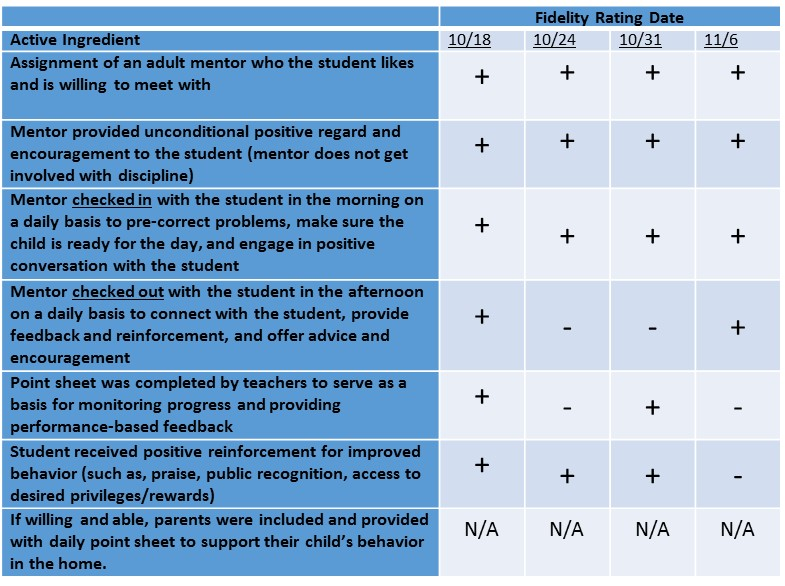 Fidelity Rating Date
Active Ingredient 10/18 10/24 10/31 11/6
Assignment of an adult mentor who the student likes
and is willing to meet with
+ + + +
Mentor provided unconditional positive regard and
encouragement to the student (mentor does not get
involved with discipline)
+ + + +
Mentor checked in with the student in the morning on
a daily basis to pre-correct problems, make sure the
child is ready for the day, and engage in positive
conversation with the student
+ + + +
Mentor checked out with the student in the afternoon
on a daily basis to connect with the student, provide
feedback and reinforcement, and offer advice and
encouragement
+ - - +
Point sheet was completed by teachers to serve as a
basis for monitoring progress and providing
performance-based feedback
+ - + -
Student received positive reinforcement for improved
behavior (such as, praise, public recognition, access to
desired privileges/rewards)
+ + + -
If willing and able, parents were included and provided
with daily point sheet to support their child’s behavior
in the home.
N/A N/A N/A N/A